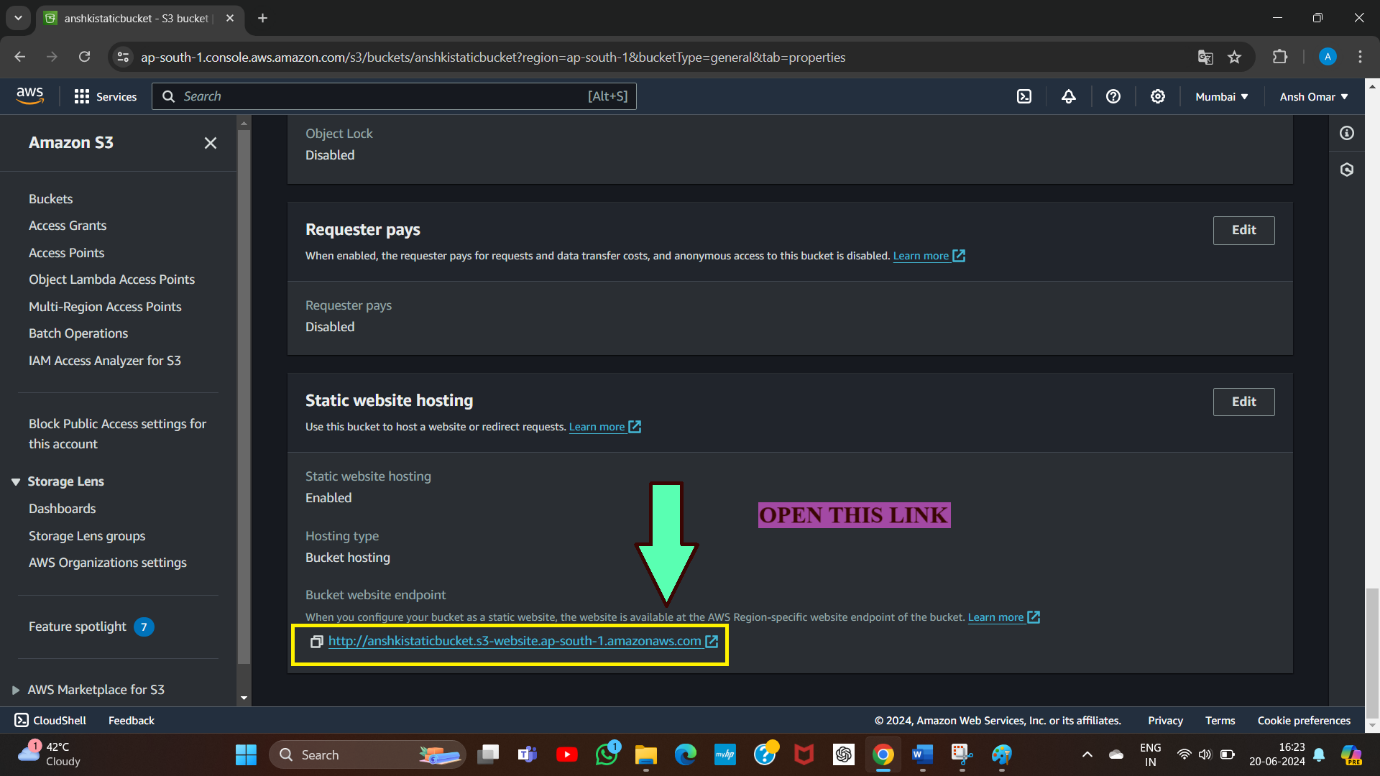 anshkistaticbucket - S3 bucket |
ap-south-1.console.aws.amazon.com/s3/buckets/anshkistaticbucket?region=ap-south-1&bucketType=general&tab=properties
A
aws
Services
Search
[Alt+S]
Mumbai
Ansh Omar
Amazon S3
Buckets
Access Grants
Access Points
Object Lambda Access Points
Multi-Region Access Points
Batch Operations
IAM Access Analyzer for S3
Block Public Access settings for
this account
Storage Lens
Dashboards
Storage Lens groups
AWS Organizations settings
Feature spotlight 7
AWS Marketplace for S3
Object Lock
Disabled
Requester pays
Edit
When enabled, the requester pays for requests and data transfer costs, and anonymous access to this bucket is disabled. Learn more
Requester pays
Disabled
Static website hosting
Edit
Use this bucket to host a website or redirect requests. Learn more
Static website hosting
Enabled
OPEN THIS LINK
Hosting type
Bucket hosting
Bucket website endpoint
When you configure your bucket as a static website, the website is available at the AWS Region-specific website endpoint of the bucket. Learn more
http://anshkistaticbucket.s3-website.ap-south-1.amazonaws.com
CloudShell
Feedback
© 2024, Amazon Web Services, Inc. or its affiliates.
Privacy
Terms
Cookie preferences
1
42°C
Cloudy
Search
1
ENG
IN
16:23
20-06-2024
PRE